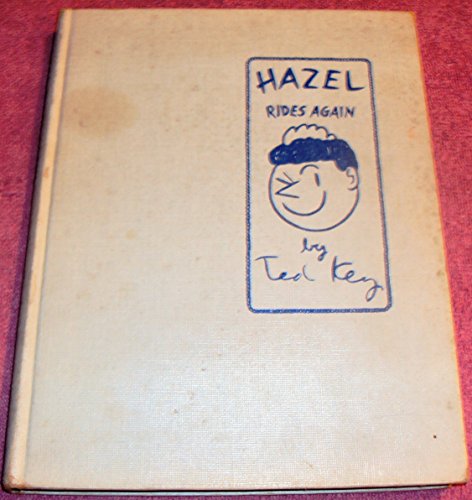 HAZEL
RIDES AGAIN
by
Ted Key